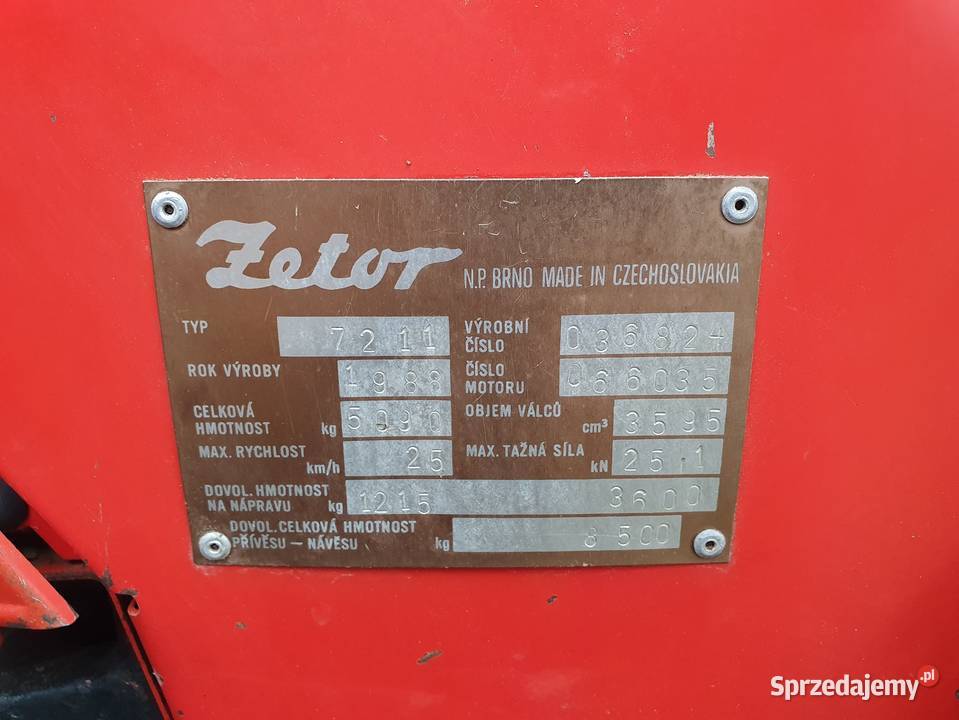 Zetor N.P. BRNO MADE IN CZECHOSLOVAKIA
TYP 7211
VÝROBNÍ ČÍSLO 036824
ROK VÝROBY 1988
ČÍSLO MOTORU 066035
CELKOVÁ HMOTNOST kg 5090
OBJEM VÁLCŮ cm³ 3595
MAX. RYCHLOST km/h 25
MAX. TAŽNÁ SÍLA kN 25.1
DOVOL. HMOTNOST NA NÁPRAVU kg 1215 3600
DOVOL. CELKOVÁ HMOTNOST PŘÍVĚSU – NÁVĚSU kg 8500
Sprzedajemy.pl